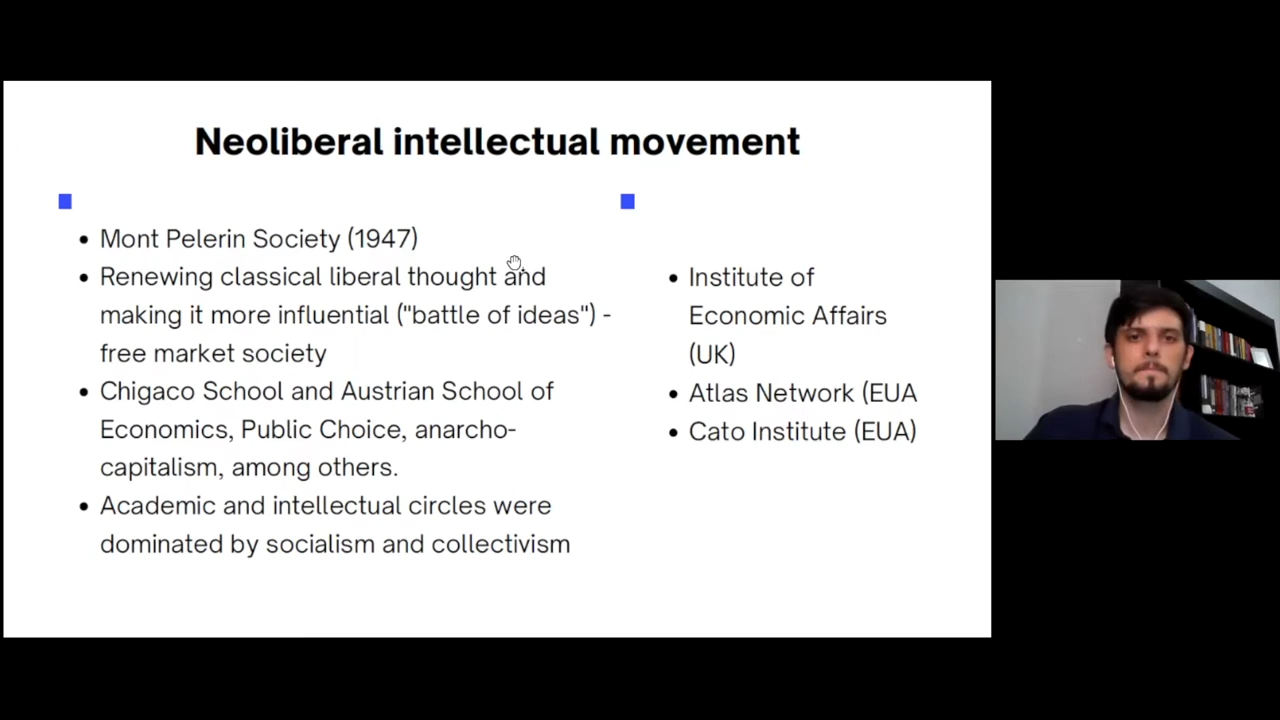 Neoliberal intellectual movement
• Mont Pelerin Society (1947)
• Renewing classical liberal thought and
making it more influential ("battle of ideas") -
free market society
• Chigaco School and Austrian School of
Economics, Public Choice, anarcho-
capitalism, among others.
• Academic and intellectual circles were
dominated by socialism and collectivism
• Institute of
Economic Affairs
(UK)
• Atlas Network (EUA
• Cato Institute (EUA)